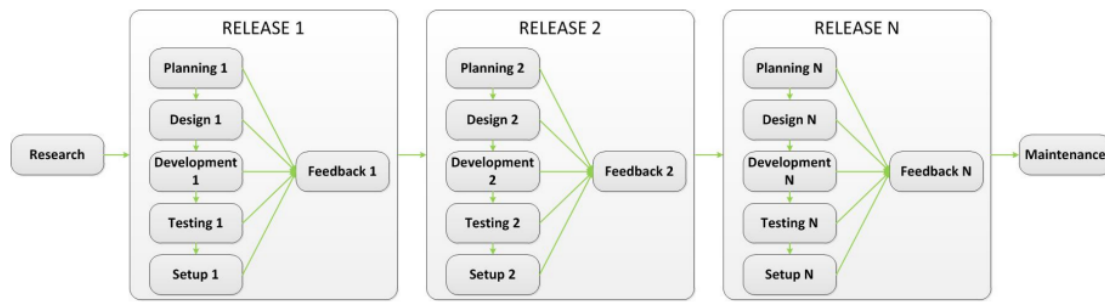 RELEASE 1
Planning 1
Design 1
Development
1
Testing 1
Setup 1
Feedback 1
RELEASE 2
Planning 2
Design 2
Development
2
Testing 2
Setup 2
Feedback 2
RELEASE N
Planning N
Design N
Development
N
Testing N
Setup N
Feedback N
Research
Maintenance